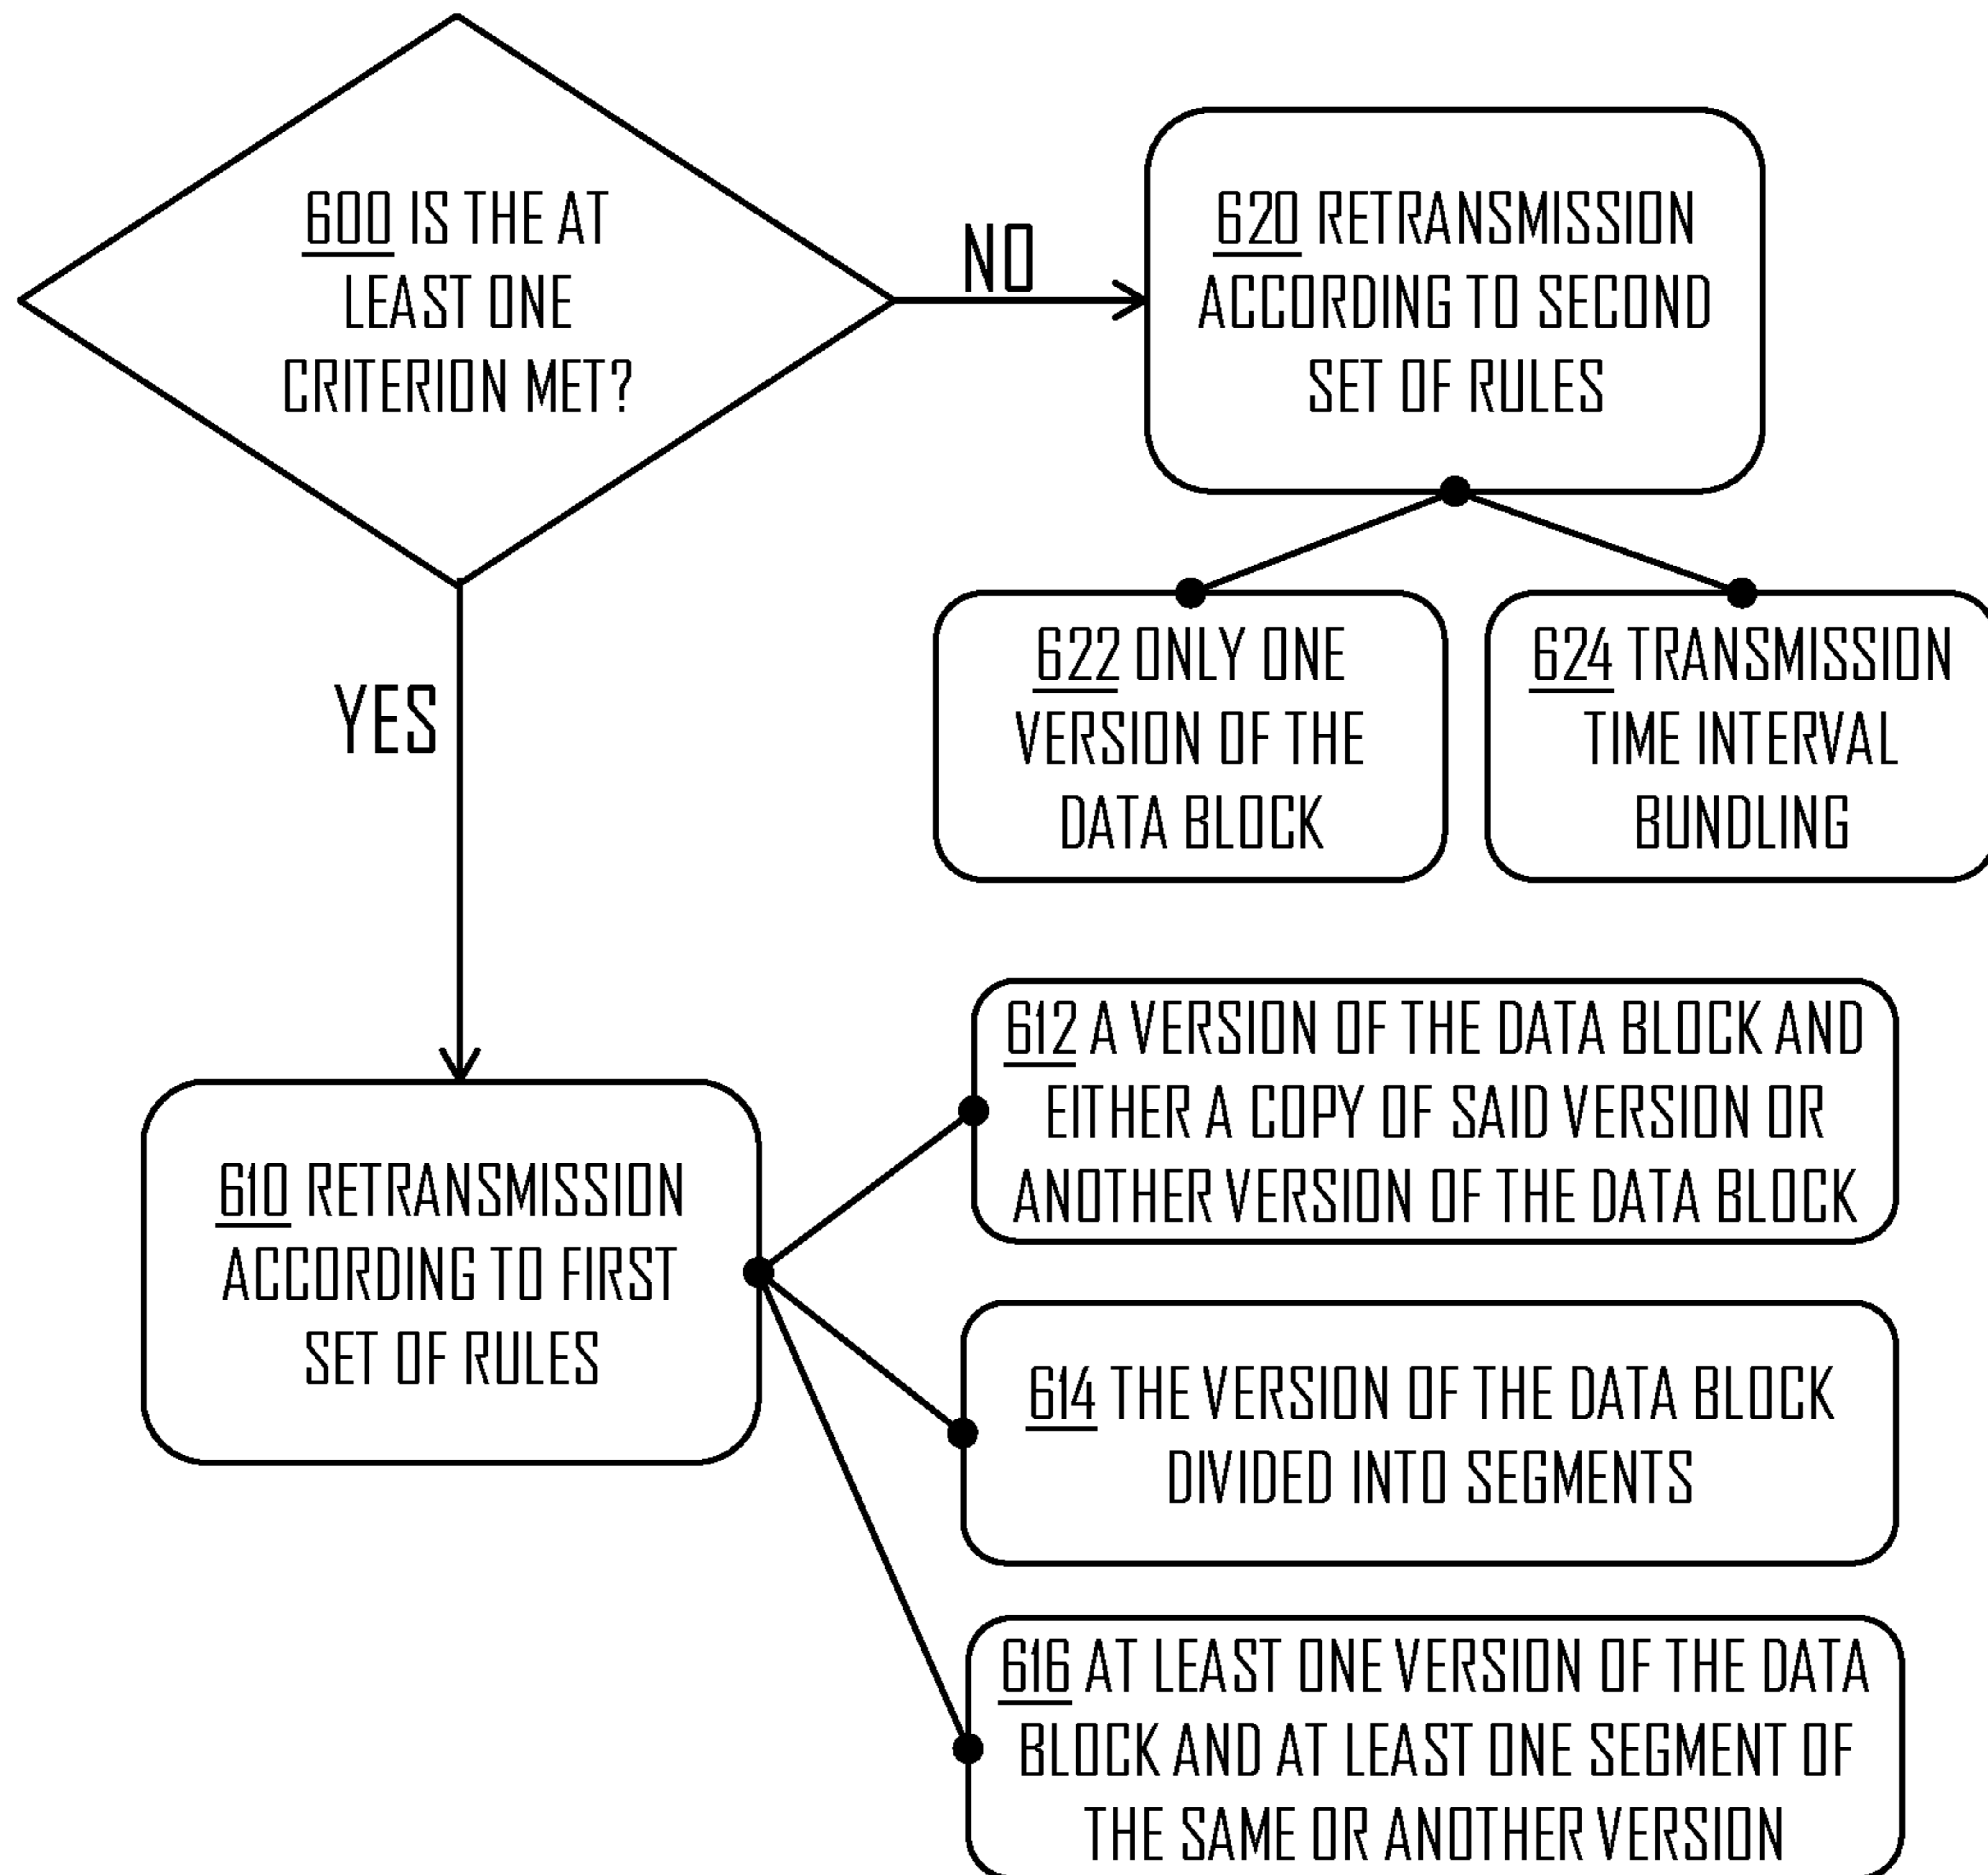 600 IS THE AT
LEAST ONE
CRITERION MET?
NO
620 RETRANSMISSION
ACCORDING TO SECOND
SET OF RULES
622 ONLY ONE
VERSION OF THE
DATA BLOCK
624 TRANSMISSION
TIME INTERVAL
BUNDLING
YES
610 RETRANSMISSION
ACCORDING TO FIRST
SET OF RULES
612 A VERSION OF THE DATA BLOCK AND
EITHER A COPY OF SAID VERSION OR
ANOTHER VERSION OF THE DATA BLOCK
614 THE VERSION OF THE DATA BLOCK
DIVIDED INTO SEGMENTS
616 AT LEAST ONE VERSION OF THE DATA
BLOCK AND AT LEAST ONE SEGMENT OF
THE SAME OR ANOTHER VERSION